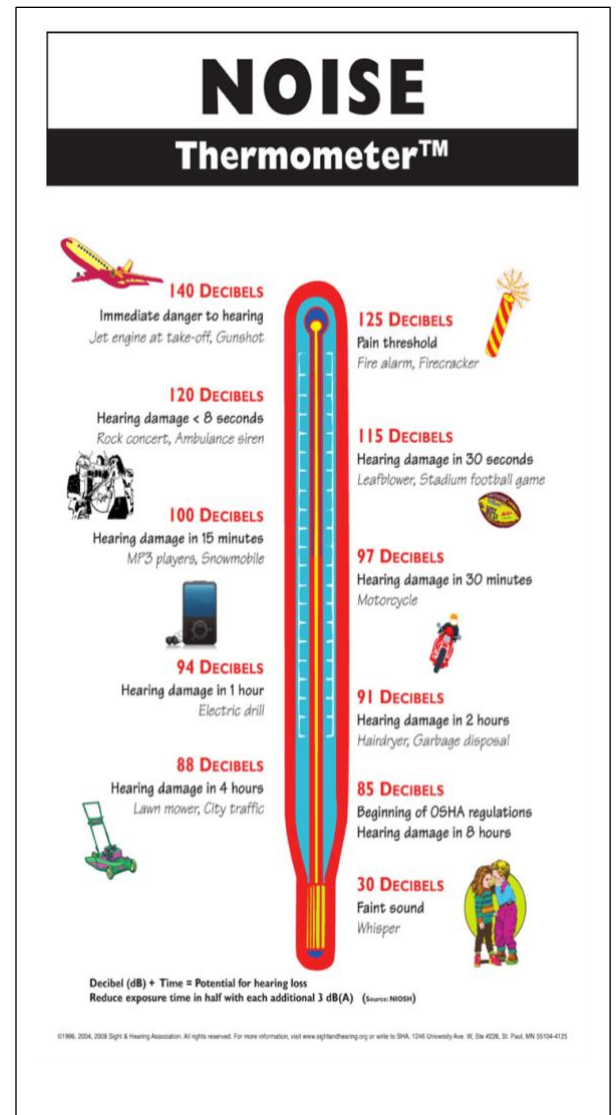 NOISE
Thermometer™
140 DECIBELS
Immediate danger to hearing
Jet engine at take-off, Gunshot
125 DECIBELS
Pain threshold
Fire alarm, Firecracker
120 DECIBELS
Hearing damage < 8 seconds
Rock concert, Ambulance siren
115 DECIBELS
Hearing damage in 30 seconds
Leafblower, Stadium football game
100 DECIBELS
Hearing damage in 15 minutes
MP3 players, Snowmobile
97 DECIBELS
Hearing damage in 30 minutes
Motorcycle
94 DECIBELS
Hearing damage in 1 hour
Electric drill
91 DECIBELS
Hearing damage in 2 hours
Hairdryer, Garbage disposal
88 DECIBELS
Hearing damage in 4 hours
Lawn mower, City traffic
85 DECIBELS
Beginning of OSHA regulations
Hearing damage in 8 hours
30 DECIBELS
Faint sound
Whisper
Decibel (dB) + Time = Potential for hearing loss
Reduce exposure time in half with each additional 3 dB(A) (Source: NIOSH)
©1996, 2004, 2008 Sight & Hearing Association. All rights reserved. For more information, visit www.sightandhearing.org or write to SHA, 1246 University Ave. W, Ste #226, St. Paul, MN 55104-4125